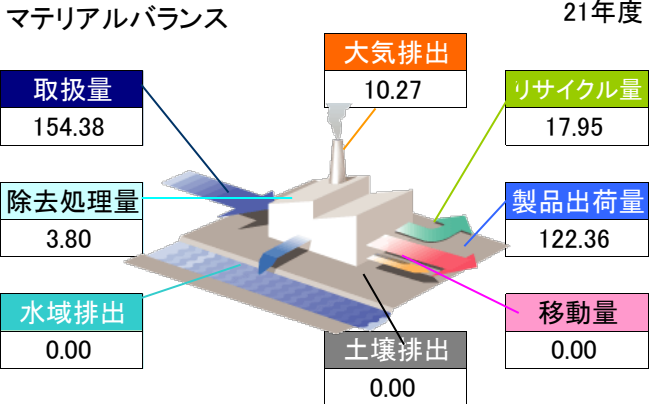 マテリアルバランス
21年度
大気排出
10.27
取扱量
154.38
リサイクル量
17.95
除去処理量
3.80
製品出荷量
122.36
水域排出
0.00
移動量
0.00
土壌排出
0.00